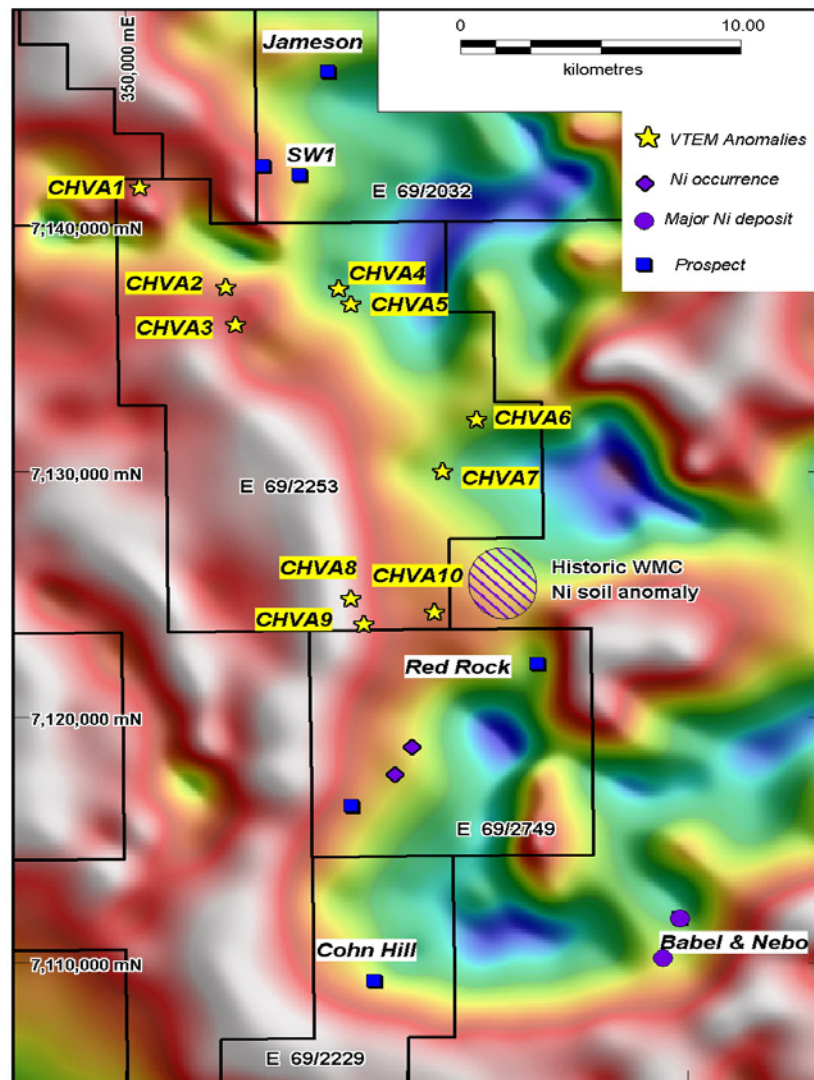 Jameson
0
10.00
kilometres
350,000 mE
VTEM Anomalies
Ni occurrence
Major Ni deposit
Prospect
SW1
CHVA1
E 69/2032
7,140,000 mN
CHVA2
CHVA4
CHVA5
CHVA3
CHVA6
7,130,000 mN
CHVA7
E 69/2253
CHVA8
CHVA10
Historic WMC
Ni soil anomaly
CHVA9
Red Rock
7,120,000 mN
E 69/2749
Babel & Nebo
Cohn Hill
7,110,000 mN
E 69/2229